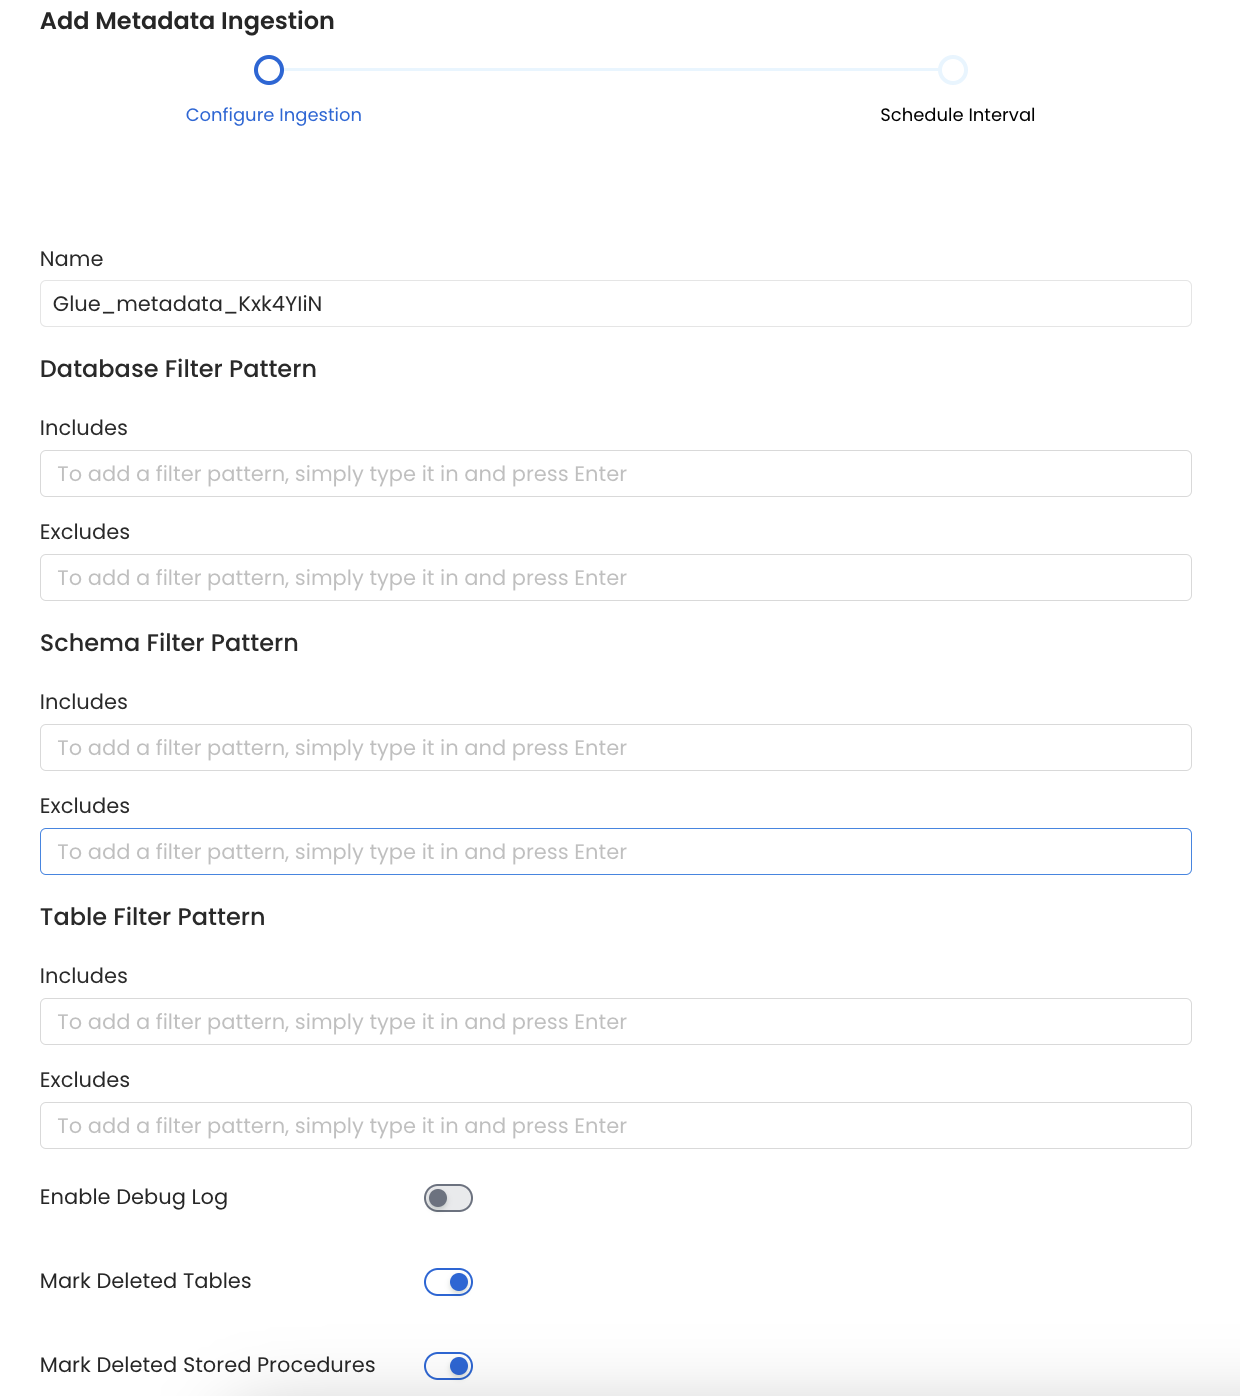 Add Metadata Ingestion
Configure Ingestion
Schedule Interval
Name
Glue_metadata_Kxk4YIiN
Database Filter Pattern
Includes
To add a filter pattern, simply type it in and press Enter
Excludes
To add a filter pattern, simply type it in and press Enter
Schema Filter Pattern
Includes
To add a filter pattern, simply type it in and press Enter
Excludes
To add a filter pattern, simply type it in and press Enter
Table Filter Pattern
Includes
To add a filter pattern, simply type it in and press Enter
Excludes
To add a filter pattern, simply type it in and press Enter
Enable Debug Log
Mark Deleted Tables
Mark Deleted Stored Procedures